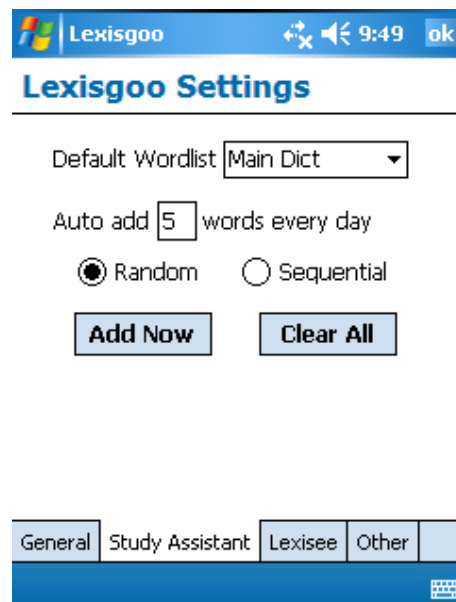 Lexisgoo 9:49 ok
Lexisgoo Settings
Default Wordlist Main Dict
Auto add 5 words every day
Random Sequential
Add Now Clear All
General Study Assistant Lexisee Other